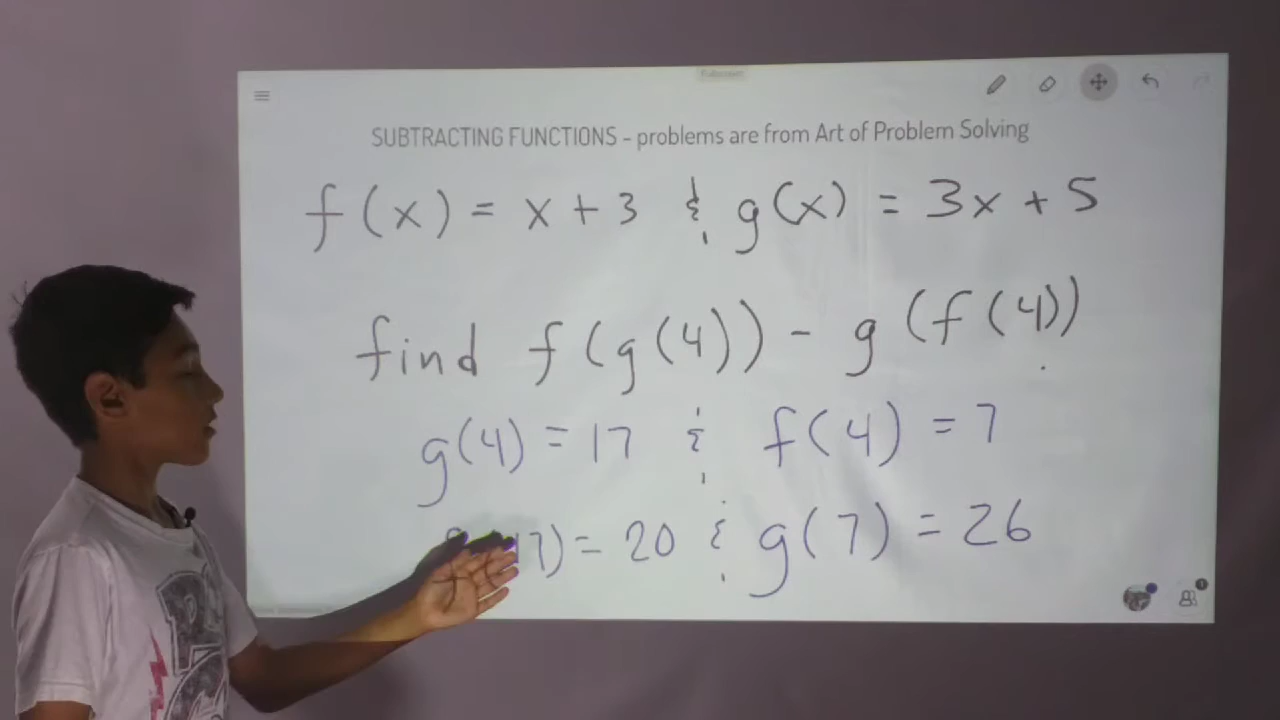 SUBTRACTING FUNCTIONS - problems are from Art of Problem Solving
f(x) = x + 3 & g(x) = 3x + 5
find f(g(4)) - g(f(4))
g(4) = 17 & f(4) = 7
17) = 20 & g(7) = 26